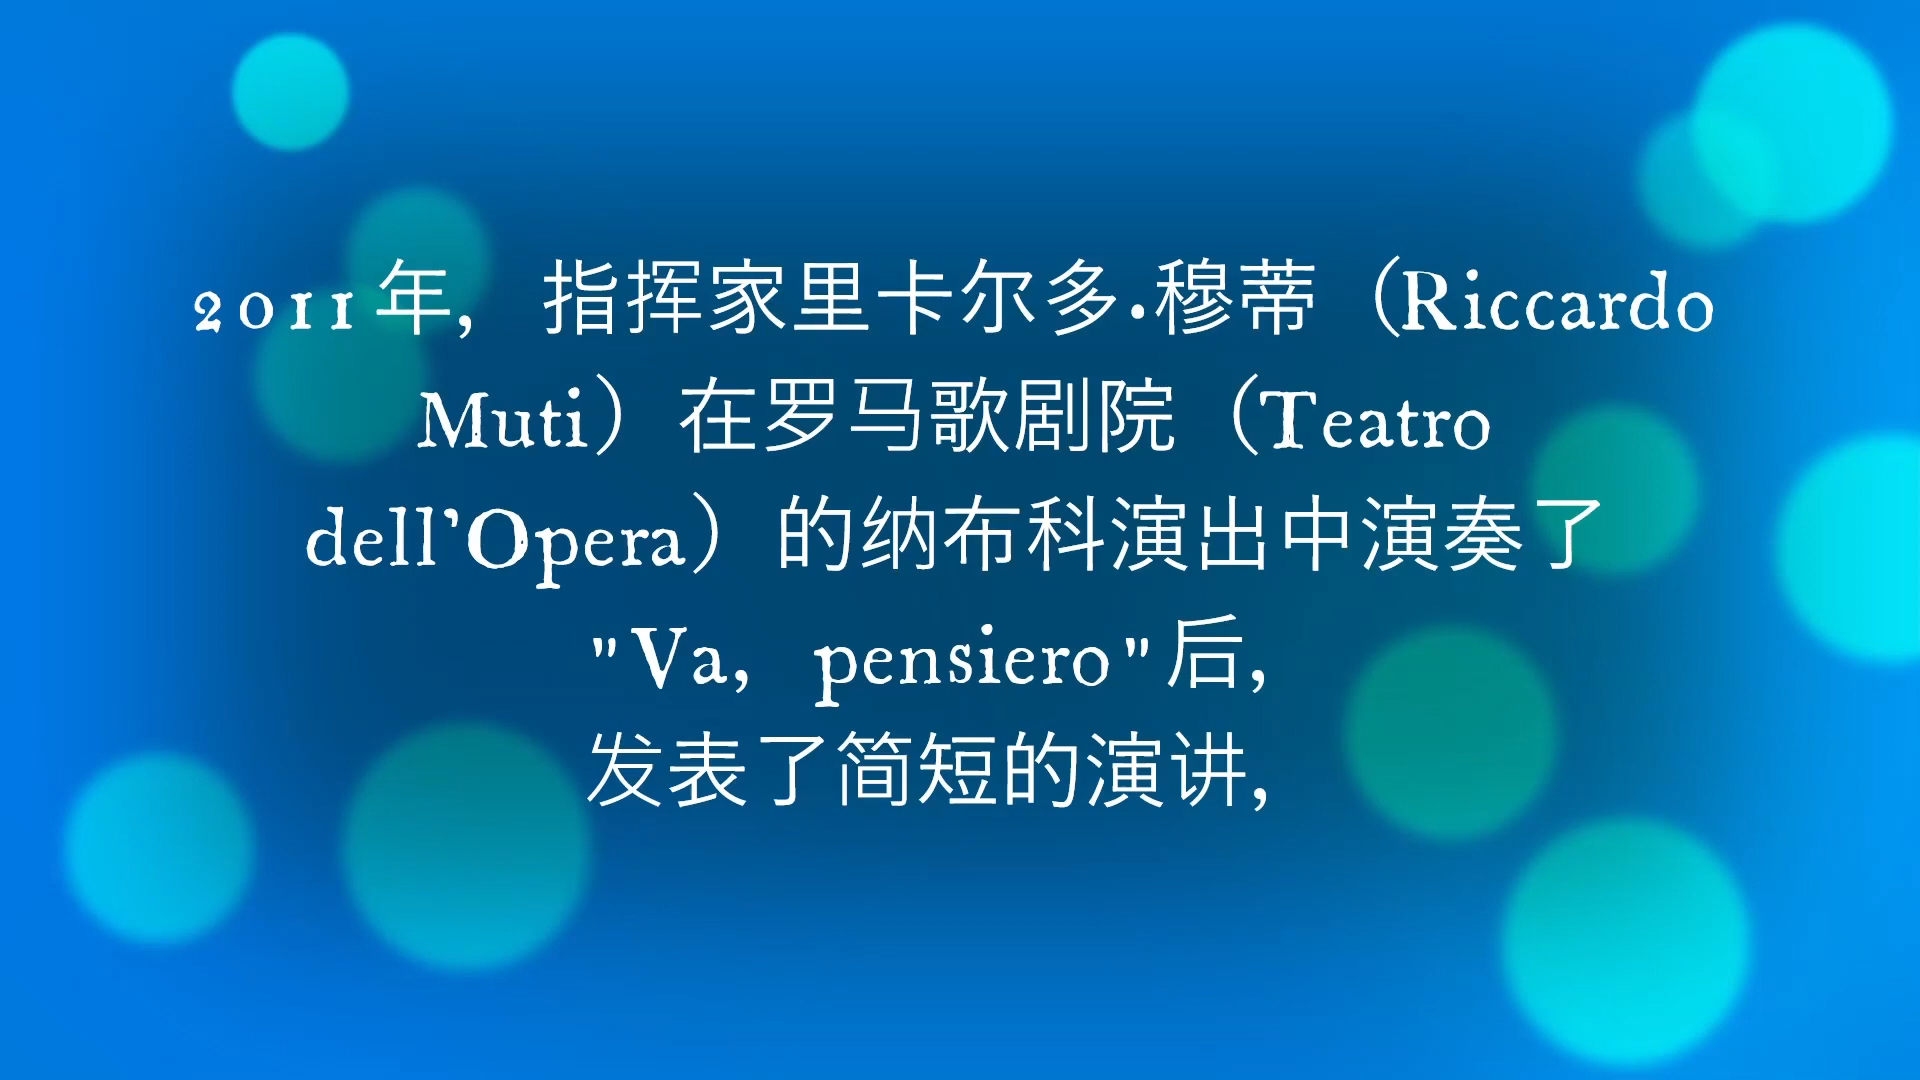 2011年，指挥家里卡尔多·穆蒂（Riccardo
Muti）在罗马歌剧院（Teatro
dell'Opera）的纳布科演出中演奏了
"Va，pensiero"后，
发表了简短的演讲，